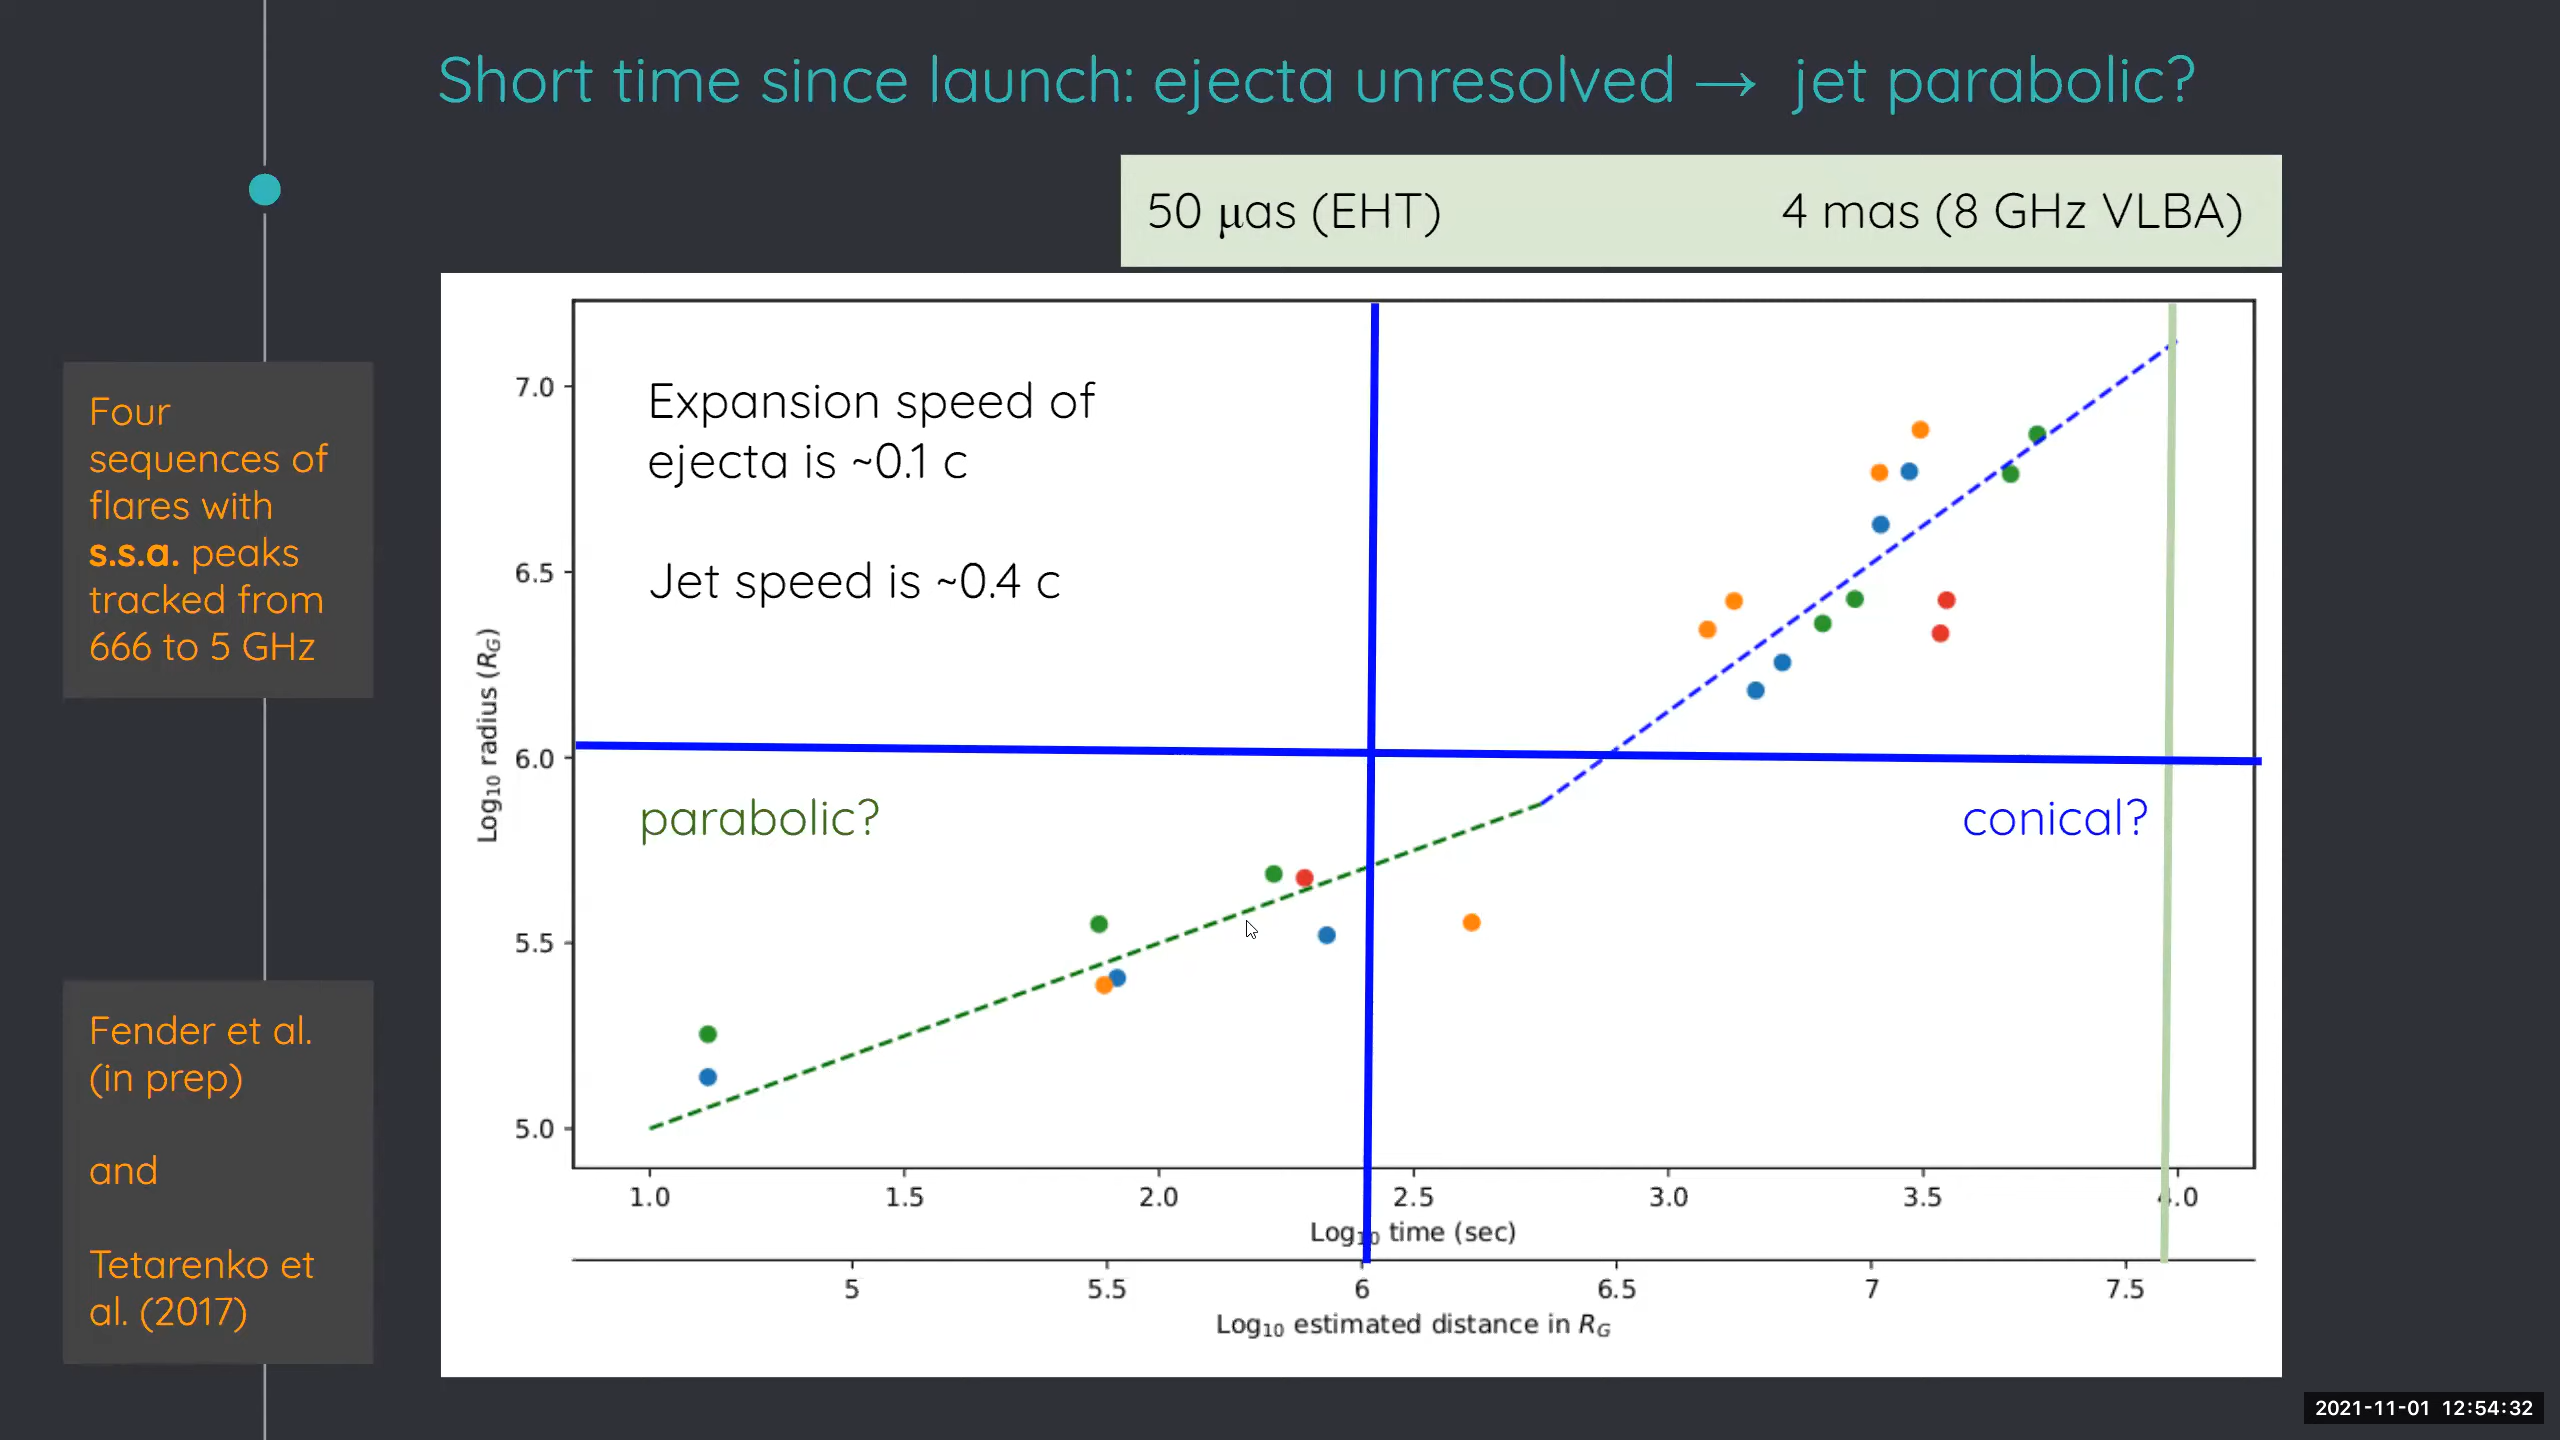 Short time since launch: ejecta unresolved → jet parabolic?
50 μas (EHT)
4 mas (8 GHz VLBA)
Four
sequences of
flares with
s.s.a. peaks
tracked from
666 to 5 GHz
Fender et al.
(in prep)
and
Tetarenko et
al. (2017)
Expansion speed of
ejecta is ~0.1 c
Jet speed is ~0.4 c
parabolic?
conical?
Log₁₀ radius (R_G)
7.0
6.5
6.0
5.5
5.0
1.0 1.5 2.0 2.5 3.0 3.5 4.0
Log₁₀ time (sec)
5 5.5 6 6.5 7 7.5
Log₁₀ estimated distance in R_G
2021-11-01 12:54:32